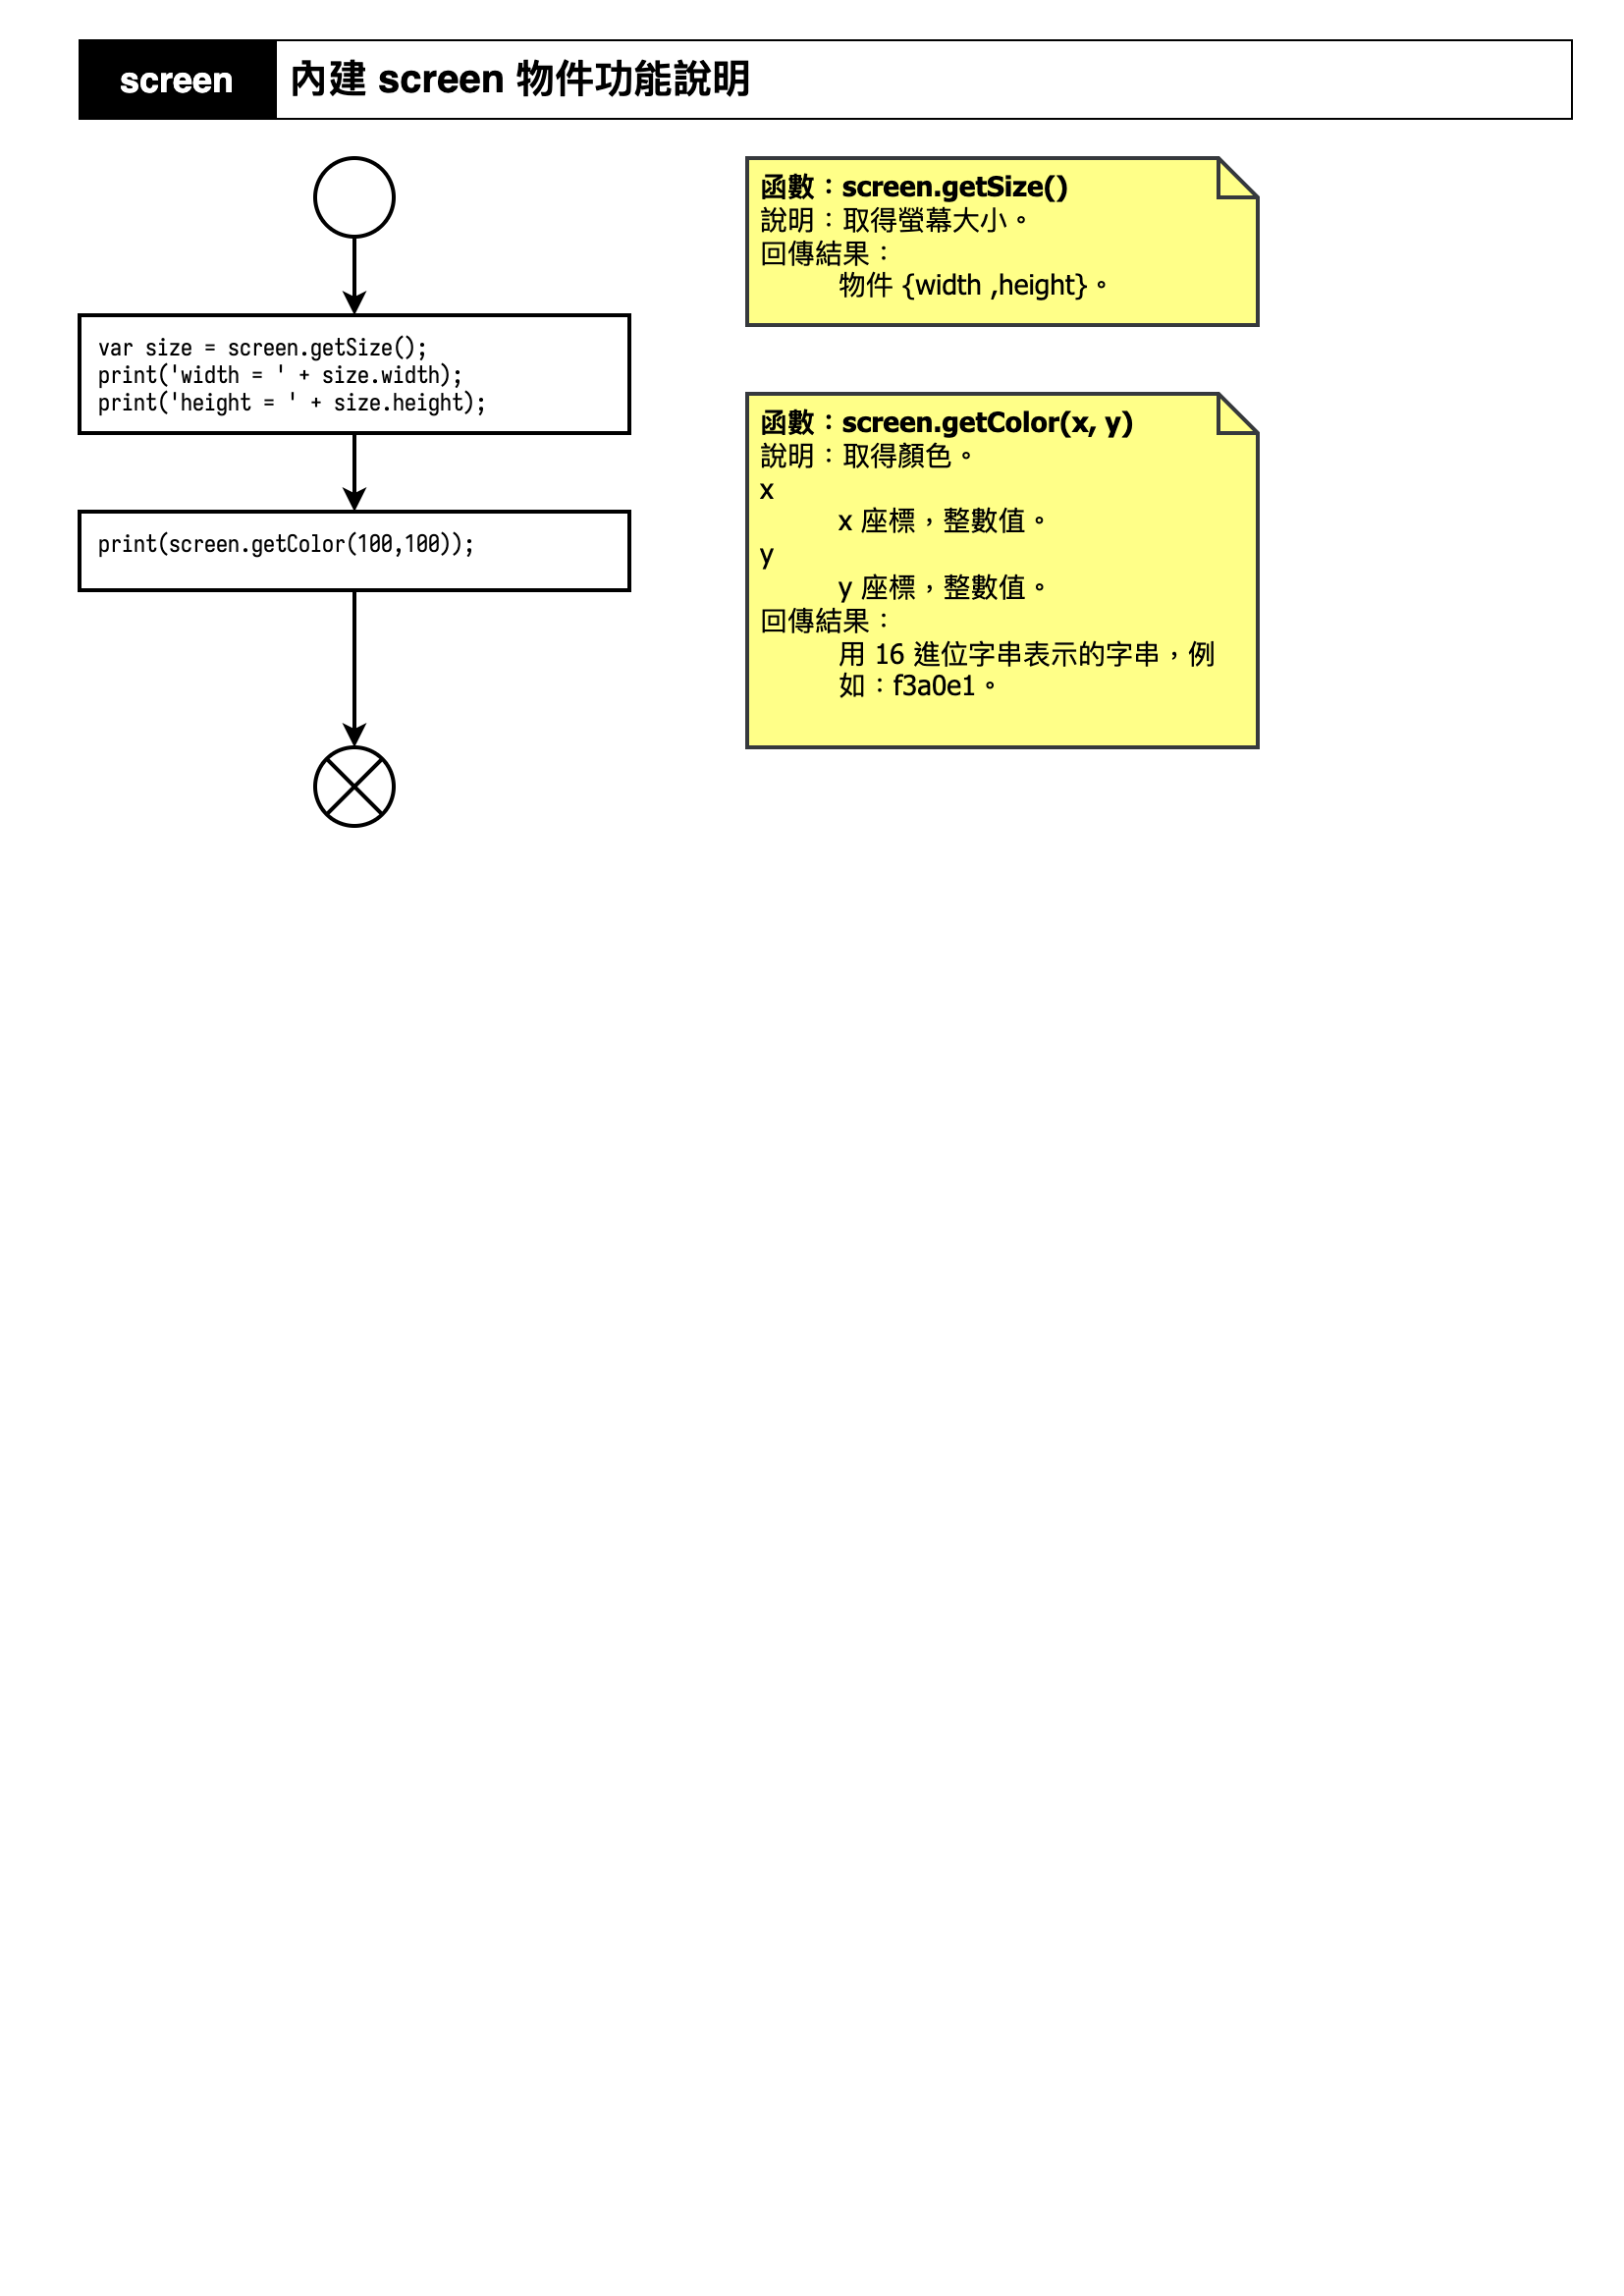 screen
內建 screen 物件功能說明
var size = screen.getSize();
print('width = ' + size.width);
print('height = ' + size.height);
print(screen.getColor(100,100));
函數：screen.getSize()
說明：取得螢幕大小。
回傳結果：
物件 {width ,height}。
函數：screen.getColor(x, y)
說明：取得顏色。
x
x 座標，整數值。
y
y 座標，整數值。
回傳結果：
用 16 進位字串表示的字串，例
如：f3a0e1。